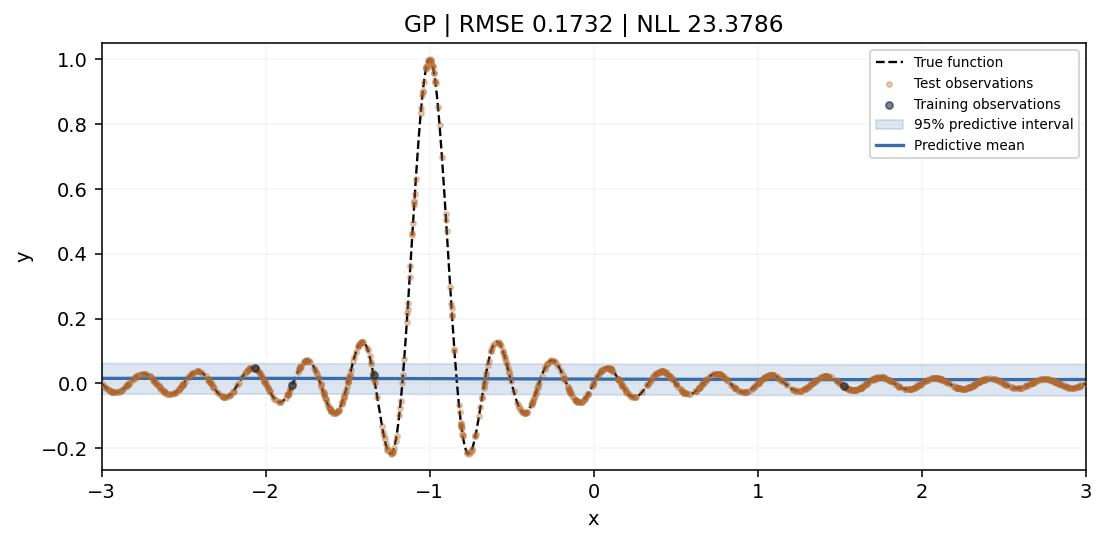 GP | RMSE 0.1732 | NLL 23.3786
True function
Test observations
Training observations
95% predictive interval
Predictive mean
y
1.0
0.8
0.6
0.4
0.2
0.0
−0.2
−3
−2
−1
0
1
2
3
x